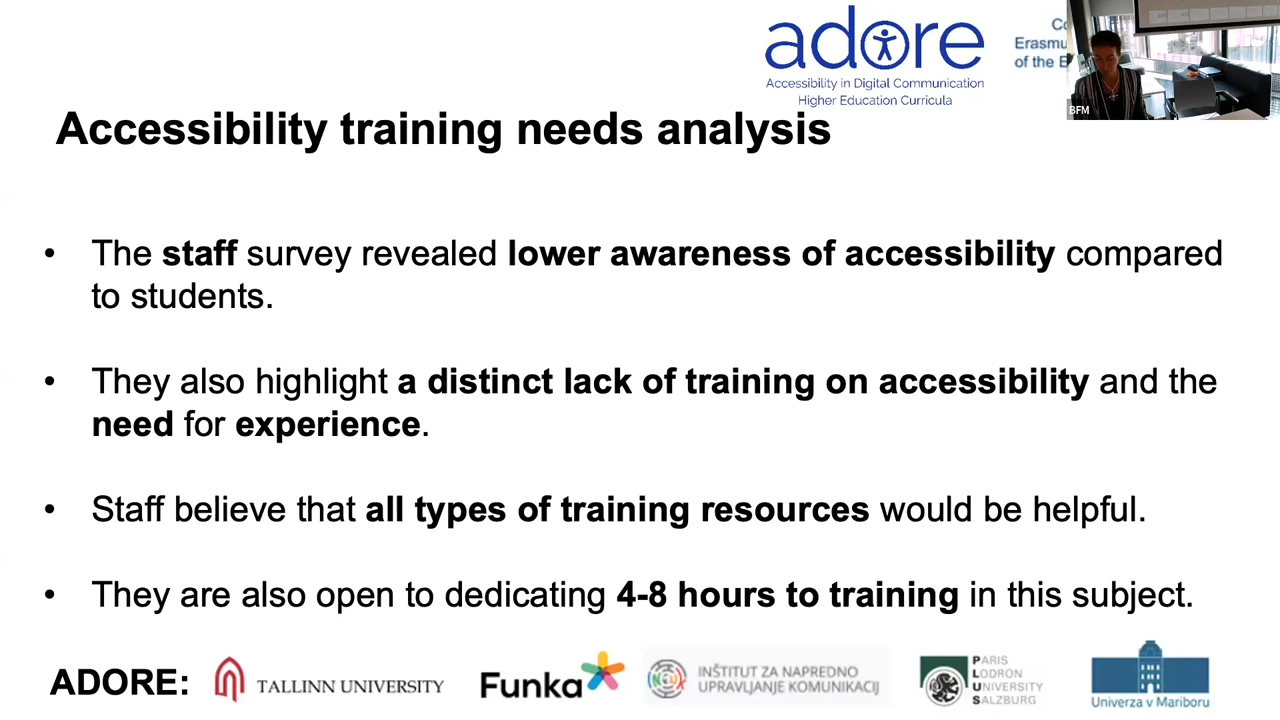 adore
Accessibility in Digital Communication
Higher Education Curricula
of the
BFM
Accessibility training needs analysis
• The staff survey revealed lower awareness of accessibility compared
to students.
• They also highlight a distinct lack of training on accessibility and the
need for experience.
• Staff believe that all types of training resources would be helpful.
• They are also open to dedicating 4-8 hours to training in this subject.
ADORE:
TALLINN UNIVERSITY
Funka
INŠTITUT ZA NAPREDNO
UPRAVLJANJE KOMUNIKACIJ
PARIS
LODRON
UNIVERSITY
SALZBURG
PLUS
Univerza v Mariboru